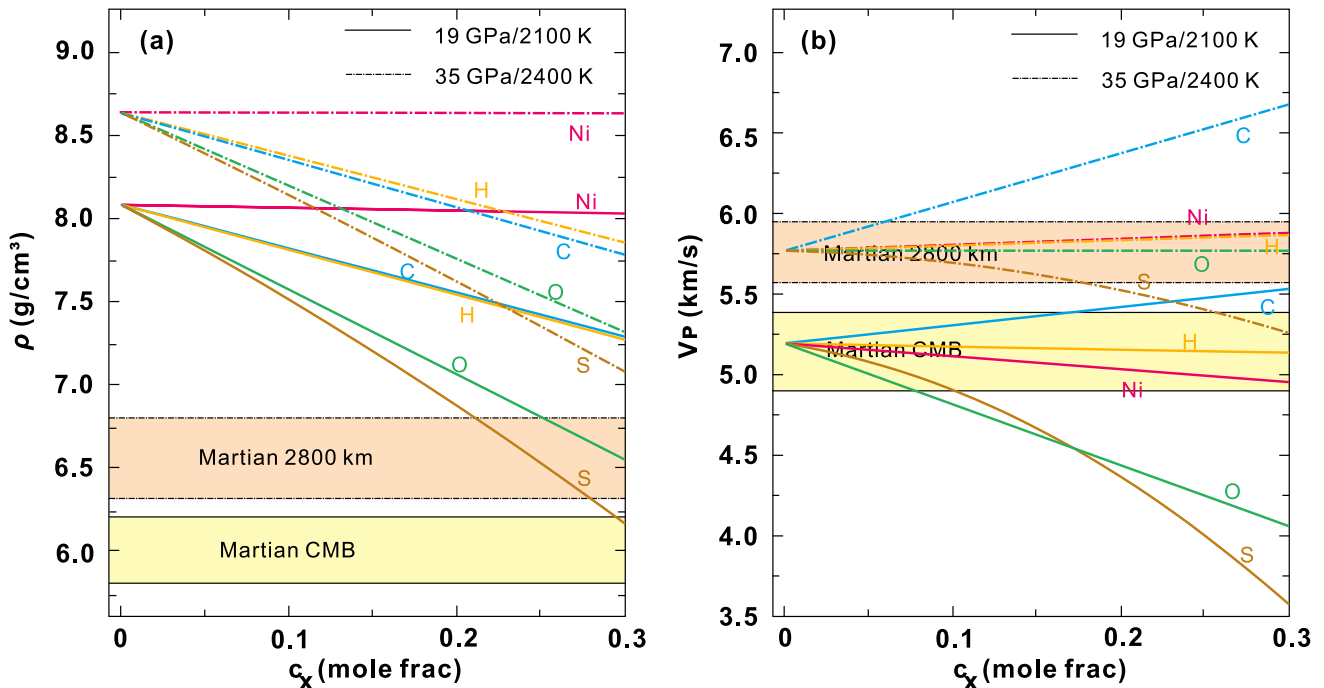 (a)
19 GPa/2100 K
35 GPa/2400 K
9.0
8.5
8.0
7.5
7.0
6.5
6.0
ρ (g/cm³)
Ni
H
Ni
C
C
H
O
O
S
S
Martian 2800 km
Martian CMB
0
0.1
0.2
0.3
cx (mole frac)
(b)
19 GPa/2100 K
35 GPa/2400 K
7.0
6.5
6.0
5.5
5.0
4.5
4.0
3.5
VP (km/s)
C
Ni
H
Martian 2800 km
O
S
C
H
Martian CMB
Ni
O
S
0
0.1
0.2
0.3
cx (mole frac)